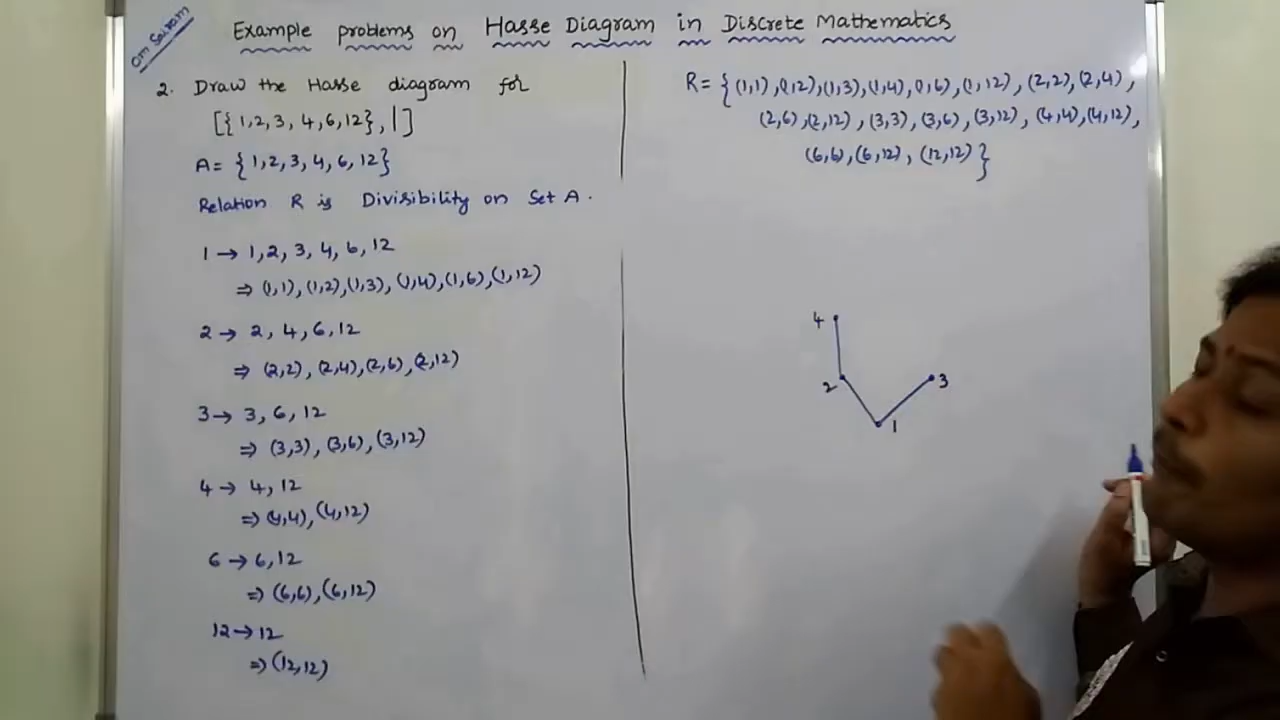 Om Sairam
Example problems on Hasse Diagram in Discrete Mathematics
2. Draw the Hasse diagram for
[{1,2,3,4,6,12}, |]
A = {1,2,3,4,6,12}
Relation R is Divisibility on Set A.
1 → 1, 2, 3, 4, 6, 12
⇒ (1,1), (1,2), (1,3), (1,4), (1,6), (1,12)
2 → 2, 4, 6, 12
⇒ (2,2), (2,4), (2,6), (2,12)
3 → 3, 6, 12
⇒ (3,3), (3,6), (3,12)
4 → 4, 12
⇒ (4,4), (4,12)
6 → 6, 12
⇒ (6,6), (6,12)
12 → 12
⇒ (12,12)
R = {(1,1), (1,2), (1,3), (1,4), (1,6), (1,12), (2,2), (2,4),
(2,6), (2,12), (3,3), (3,6), (3,12), (4,4), (4,12),
(6,6), (6,12), (12,12)}
4
2 3
1